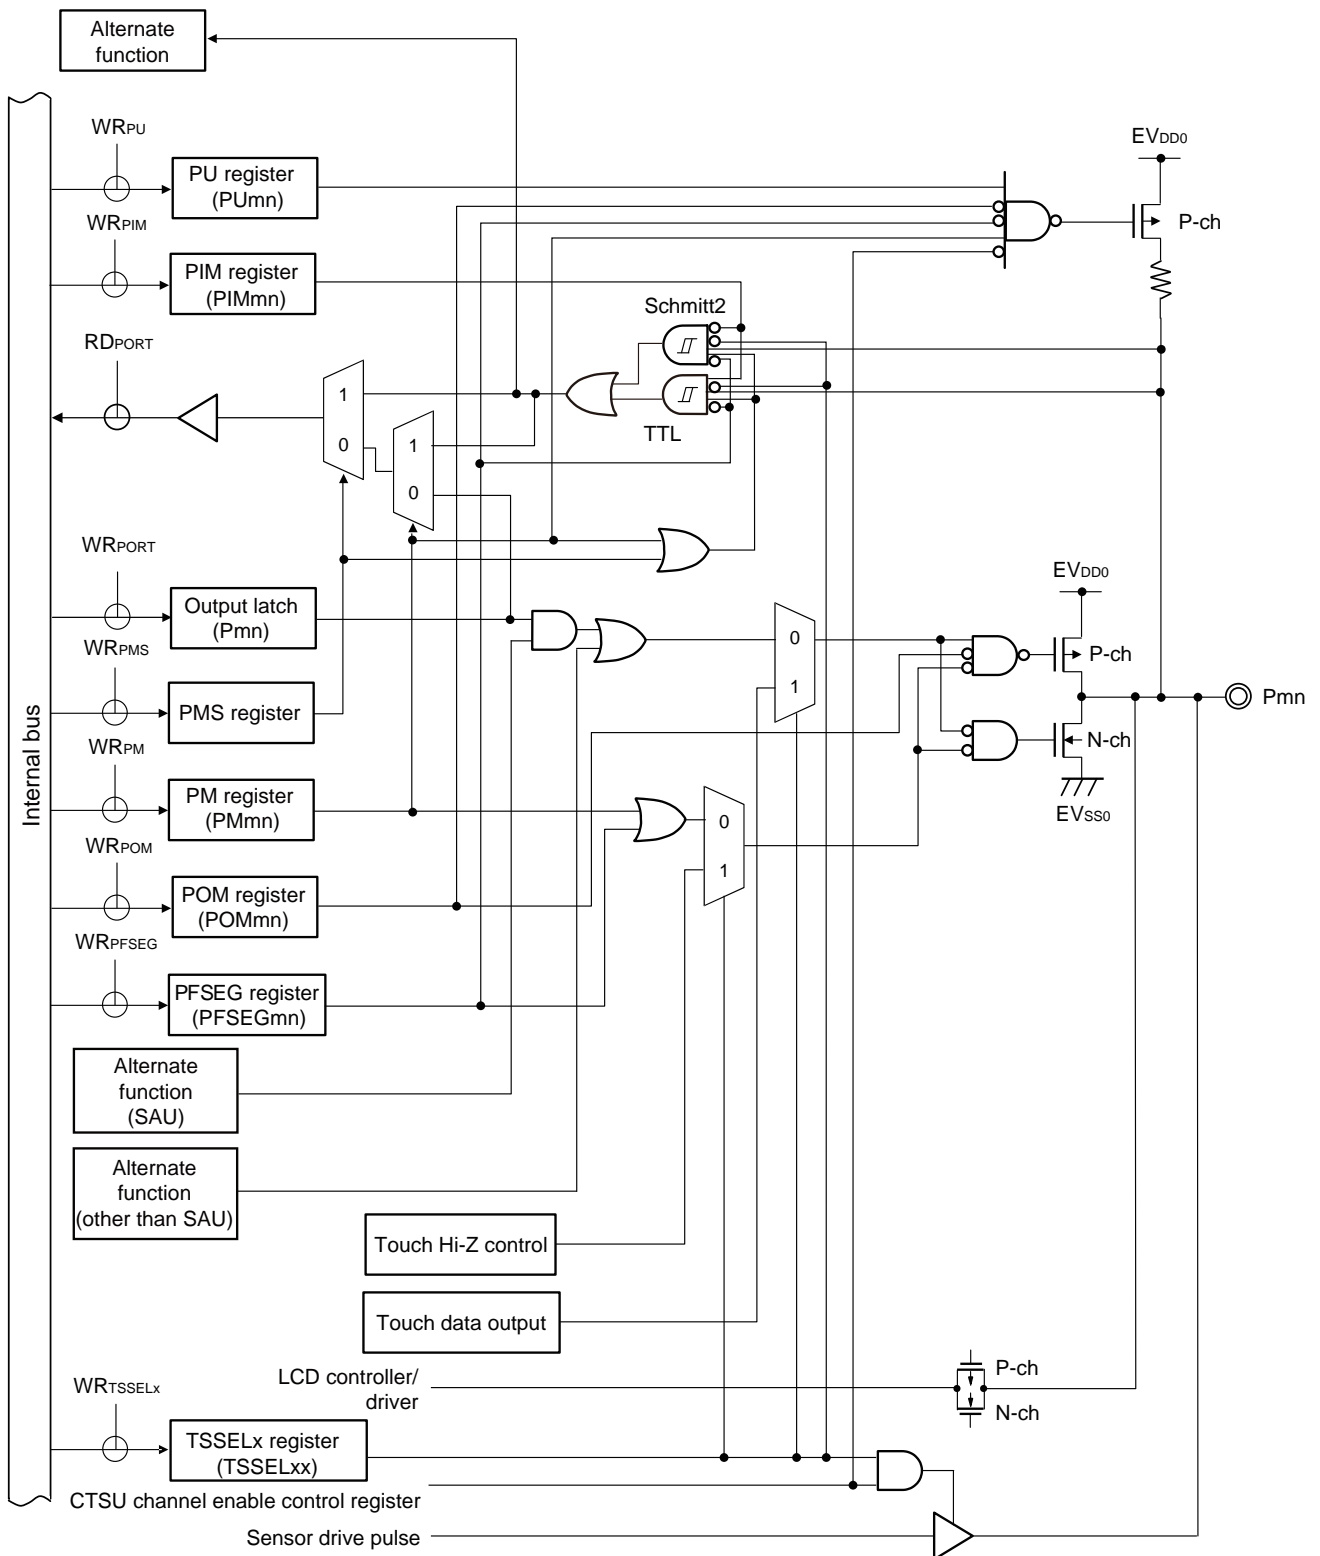 Alternate
function
WRPU
EVDD0
PU register
(PUmn)
P-ch
WRPIM
PIM register
(PIMmn)
Schmitt2
RDPORT
1
0
TTL
1
0
WRPORT
EVDD0
Output latch
(Pmn)
0
1
P-ch
WRPMS
PMS register
Pmn
N-ch
Internal bus
WRPM
PM register
(PMmn)
0
1
EVSS0
WRPOM
POM register
(POMmn)
WRPFSEG
PFSEG register
(PFSEGmn)
Alternate
function
(SAU)
Alternate
function
(other than SAU)
Touch Hi-Z control
Touch data output
LCD controller/
driver
P-ch
N-ch
WRTSSELx
TSSELx register
(TSSELxx)
CTSU channel enable control register
Sensor drive pulse